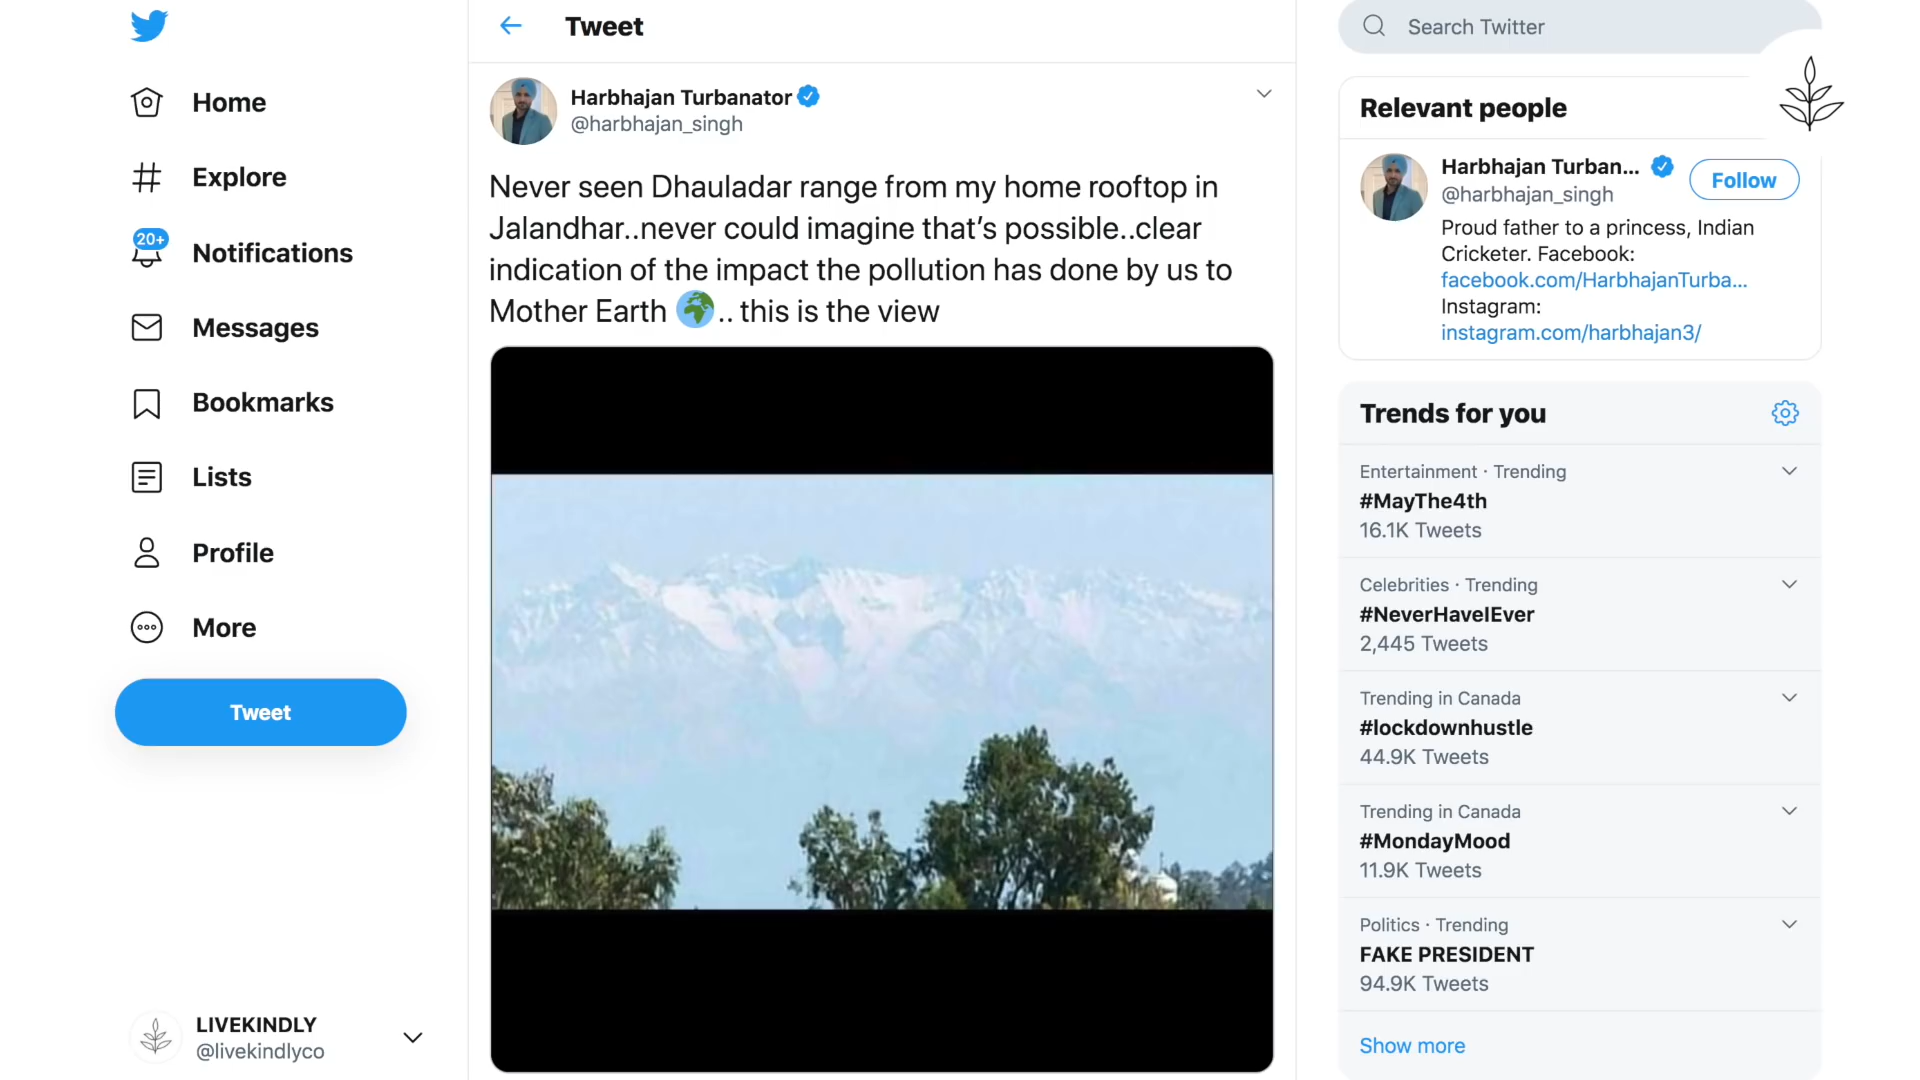 Home
Explore
20+
Notifications
Messages
Bookmarks
Lists
Profile
More
Tweet
LIVEKINDLY
@livekindlyco
Tweet
Harbhajan Turbanator
@harbhajan_singh
Never seen Dhauladar range from my home rooftop in
Jalandhar..never could imagine that’s possible..clear
indication of the impact the pollution has done by us to
Mother Earth 🌍.. this is the view
Search Twitter
Relevant people
Harbhajan Turban...
@harbhajan_singh
Follow
Proud father to a princess, Indian
Cricketer. Facebook:
facebook.com/HarbhajanTurba...
Instagram:
instagram.com/harbhajan3/
Trends for you
Entertainment · Trending
#MayThe4th
16.1K Tweets
Celebrities · Trending
#NeverHaveIEver
2,445 Tweets
Trending in Canada
#lockdownhustle
44.9K Tweets
Trending in Canada
#MondayMood
11.9K Tweets
Politics · Trending
FAKE PRESIDENT
94.9K Tweets
Show more